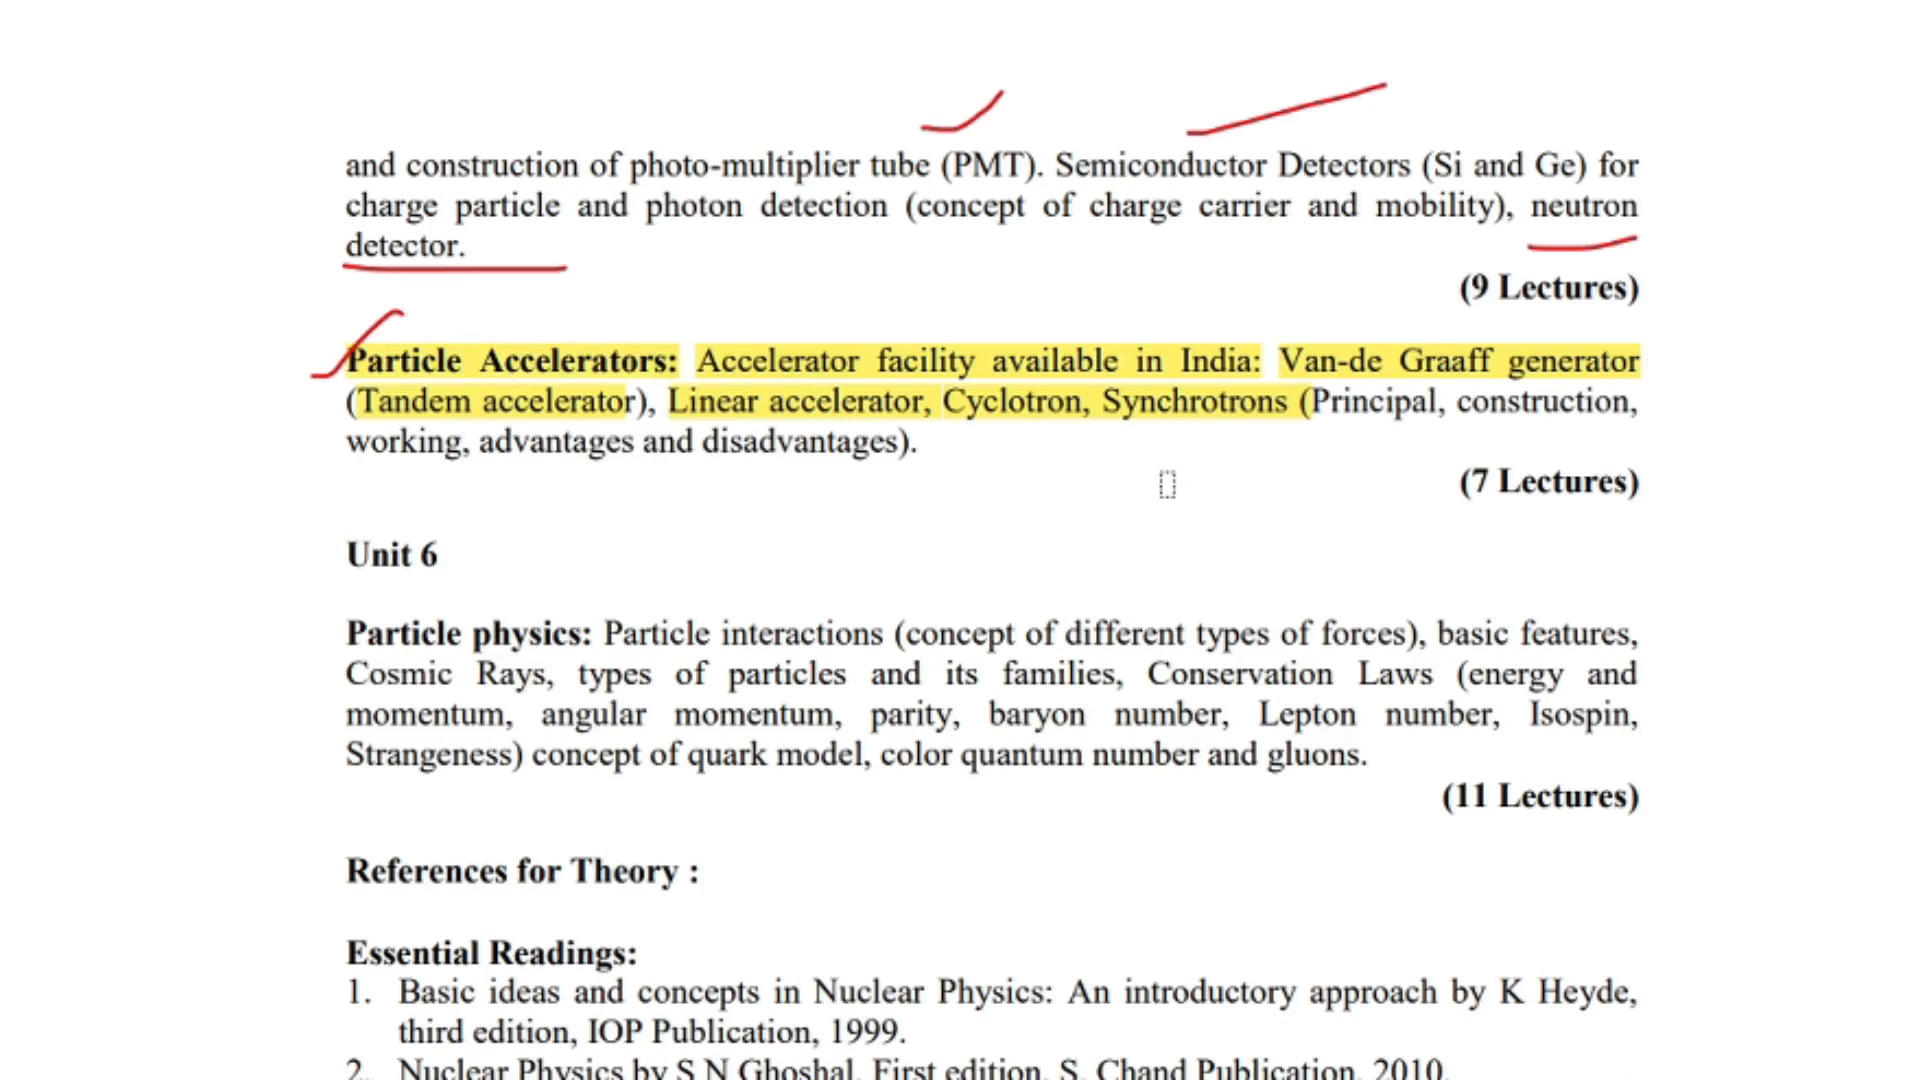 and construction of photo-multiplier tube (PMT). Semiconductor Detectors (Si and Ge) for
charge particle and photon detection (concept of charge carrier and mobility), neutron
detector.
(9 Lectures)
Particle Accelerators: Accelerator facility available in India: Van-de Graaff generator
(Tandem accelerator), Linear accelerator, Cyclotron, Synchrotrons (Principal, construction,
working, advantages and disadvantages).
(7 Lectures)
Unit 6
Particle physics: Particle interactions (concept of different types of forces), basic features,
Cosmic Rays, types of particles and its families, Conservation Laws (energy and
momentum, angular momentum, parity, baryon number, Lepton number, Isospin,
Strangeness) concept of quark model, color quantum number and gluons.
(11 Lectures)
References for Theory :
Essential Readings:
1. Basic ideas and concepts in Nuclear Physics: An introductory approach by K Heyde,
third edition, IOP Publication, 1999.
2. Nuclear Physics by S N Ghoshal, First edition, S. Chand Publication, 2010.